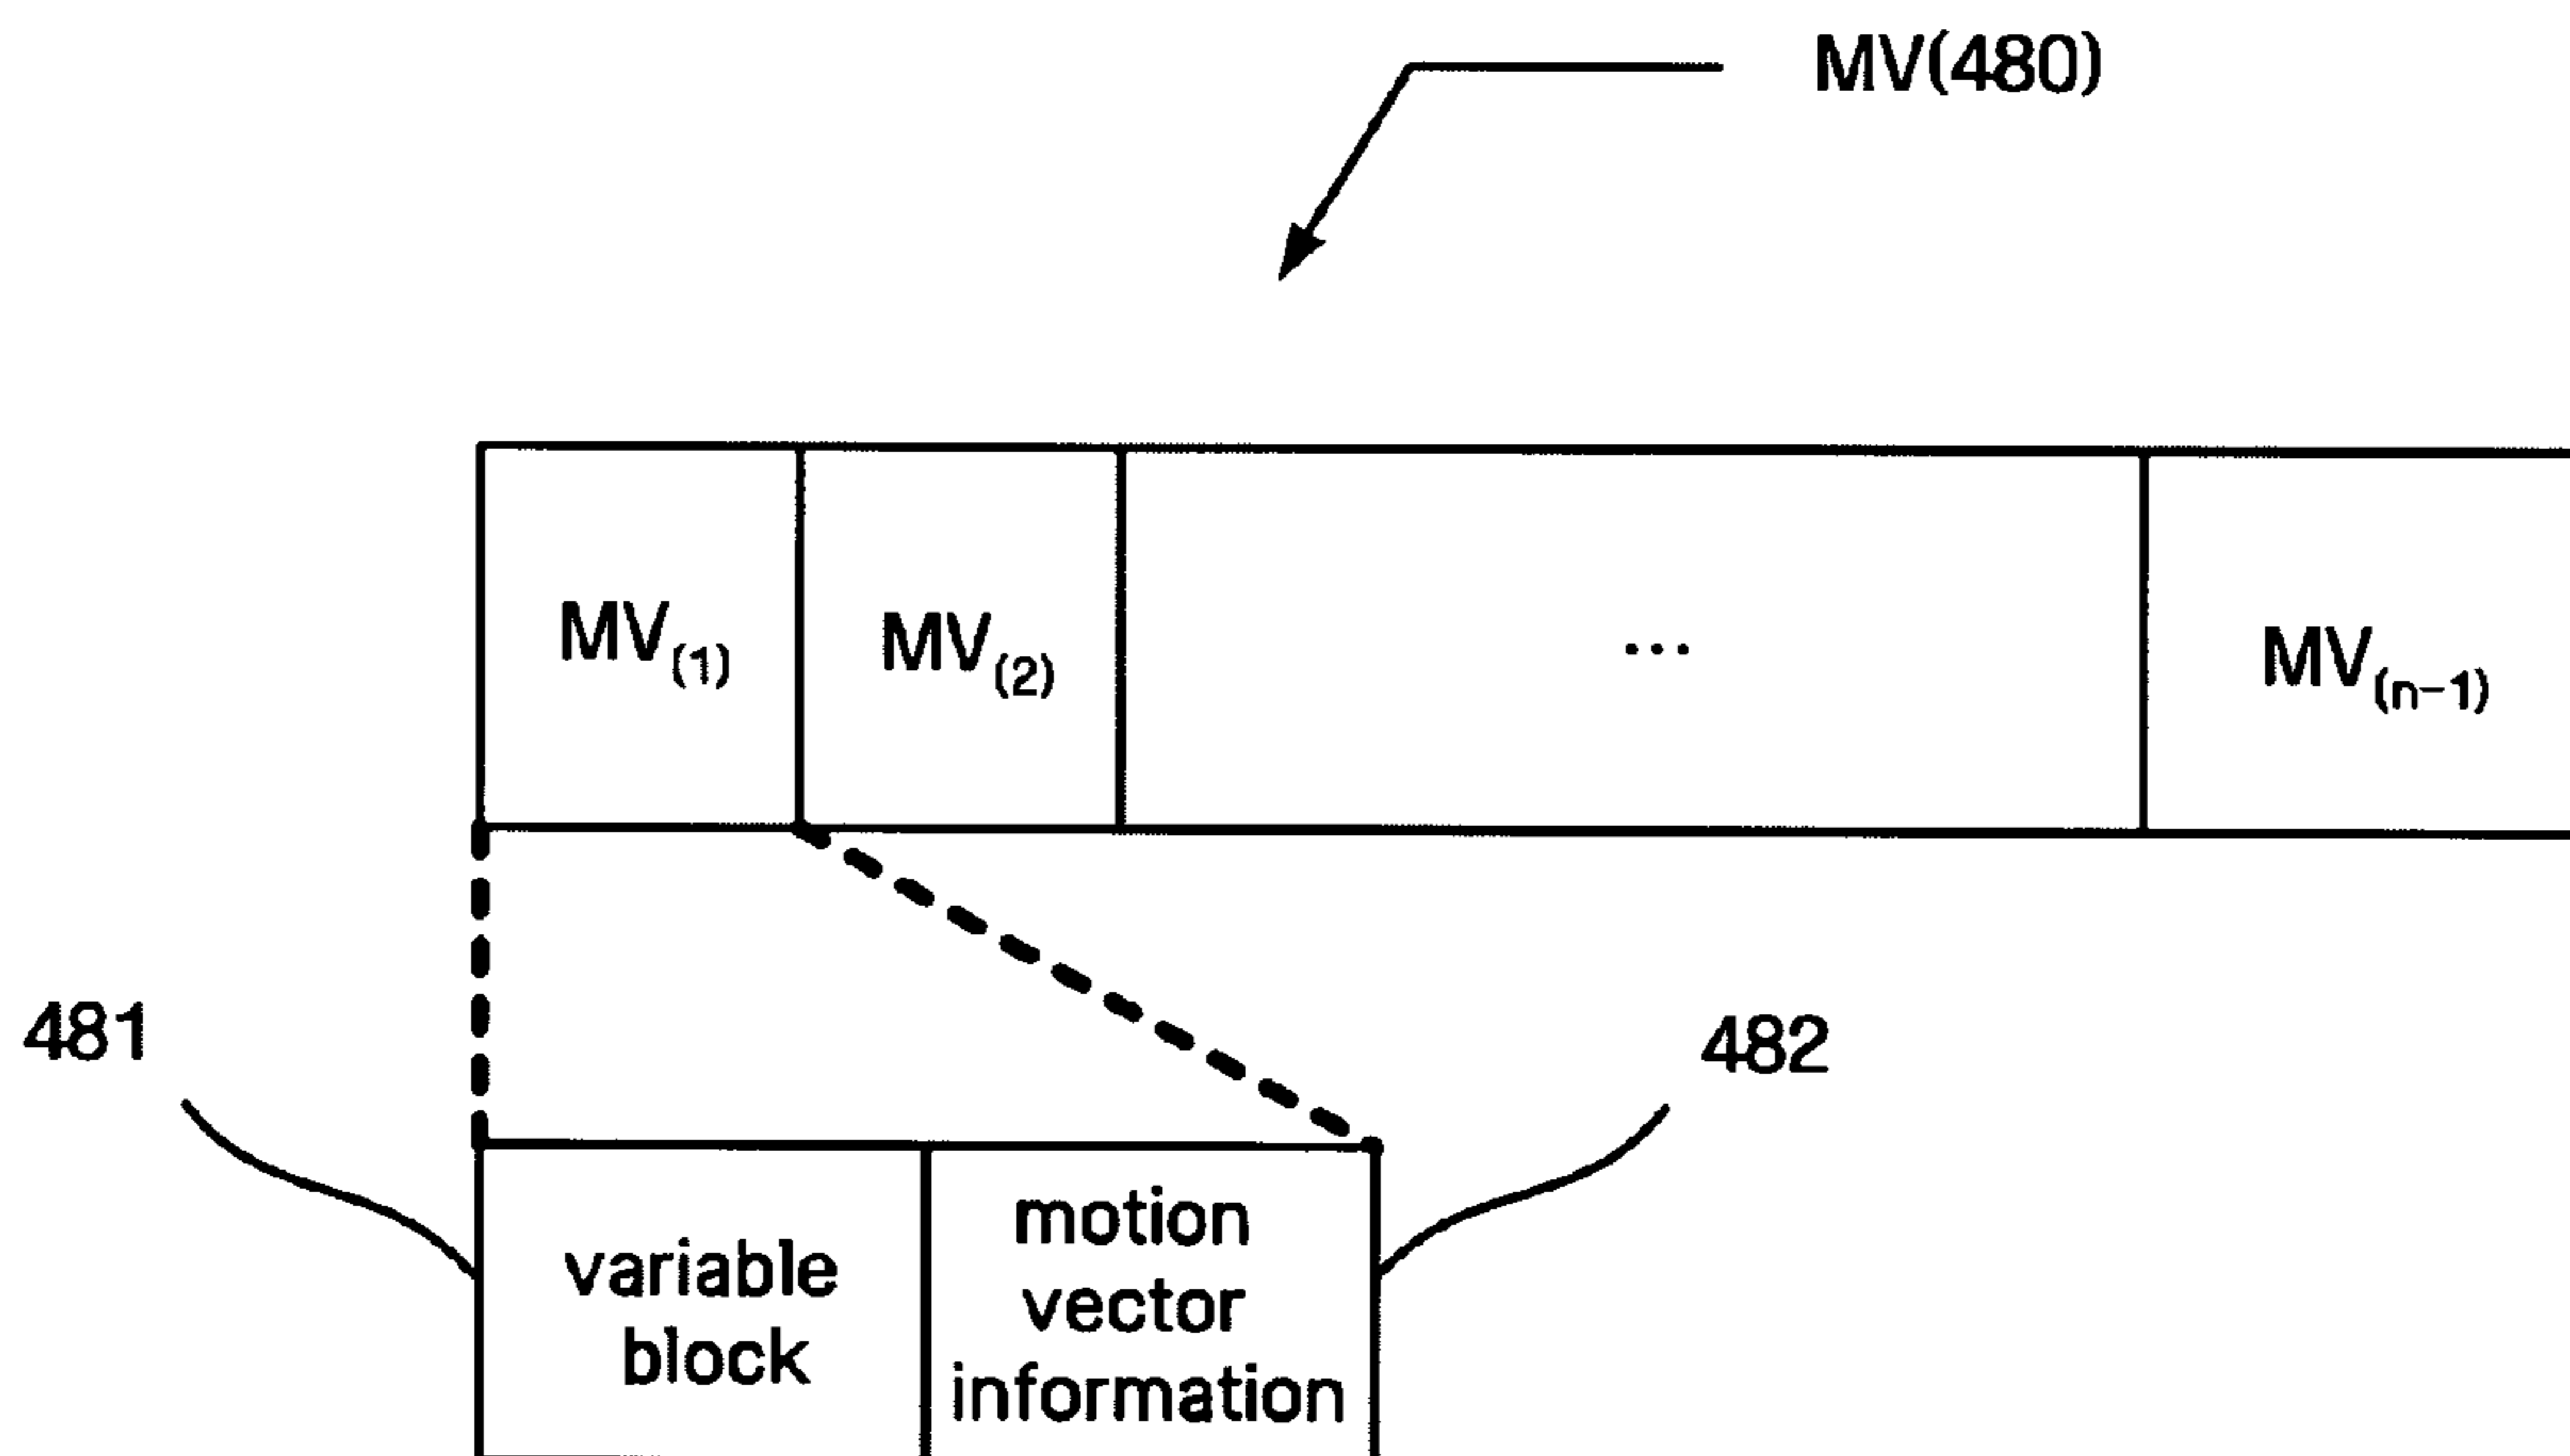 MV(480)
MV(1) MV(2) ... MV(n-1)
481
482
variable
block
motion
vector
information